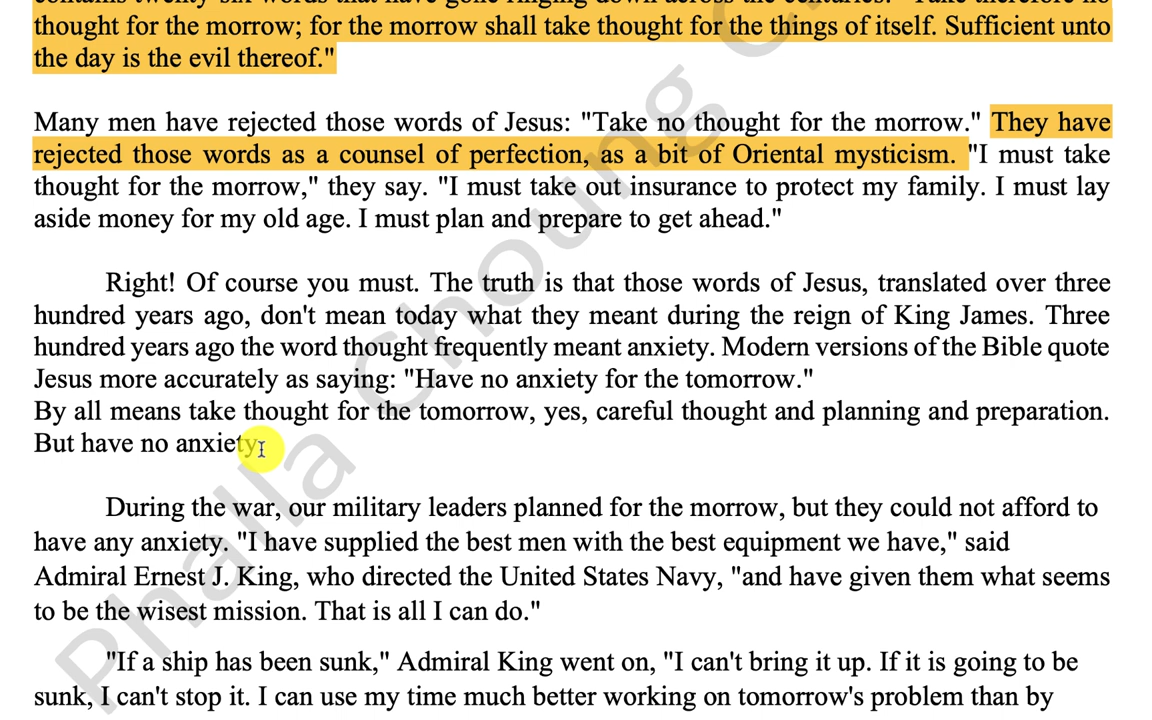 thought for the morrow; for the morrow shall take thought for the things of itself. Sufficient unto
the day is the evil thereof."
Many men have rejected those words of Jesus: "Take no thought for the morrow." They have
rejected those words as a counsel of perfection, as a bit of Oriental mysticism. "I must take
thought for the morrow," they say. "I must take out insurance to protect my family. I must lay
aside money for my old age. I must plan and prepare to get ahead."
Right! Of course you must. The truth is that those words of Jesus, translated over three
hundred years ago, don't mean today what they meant during the reign of King James. Three
hundred years ago the word thought frequently meant anxiety. Modern versions of the Bible quote
Jesus more accurately as saying: "Have no anxiety for the tomorrow."
By all means take thought for the tomorrow, yes, careful thought and planning and preparation.
But have no anxiety.
During the war, our military leaders planned for the morrow, but they could not afford to
have any anxiety. "I have supplied the best men with the best equipment we have," said
Admiral Ernest J. King, who directed the United States Navy, "and have given them what seems
to be the wisest mission. That is all I can do."
"If a ship has been sunk," Admiral King went on, "I can't bring it up. If it is going to be
sunk, I can't stop it. I can use my time much better working on tomorrow's problem than by
Phalla Choung